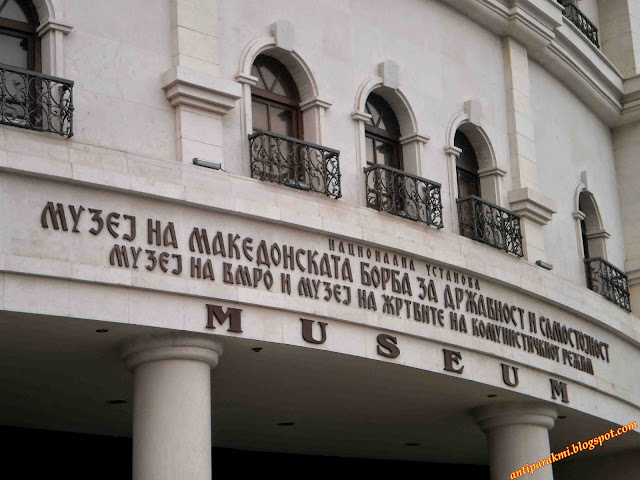 НАЦИОНАЛНА УСТАНОВА
МУЗЕЈ НА МАКЕДОНСКАТА БОРБА ЗА ДРЖАВНОСТ И САМОСТОЈНОСТ
МУЗЕЈ НА ВМРО И МУЗЕЈ НА ЖРТВИТЕ НА КОМУНИСТИЧКИОТ РЕЖИМ
MUSEUM
antiparakmi.blogspot.com